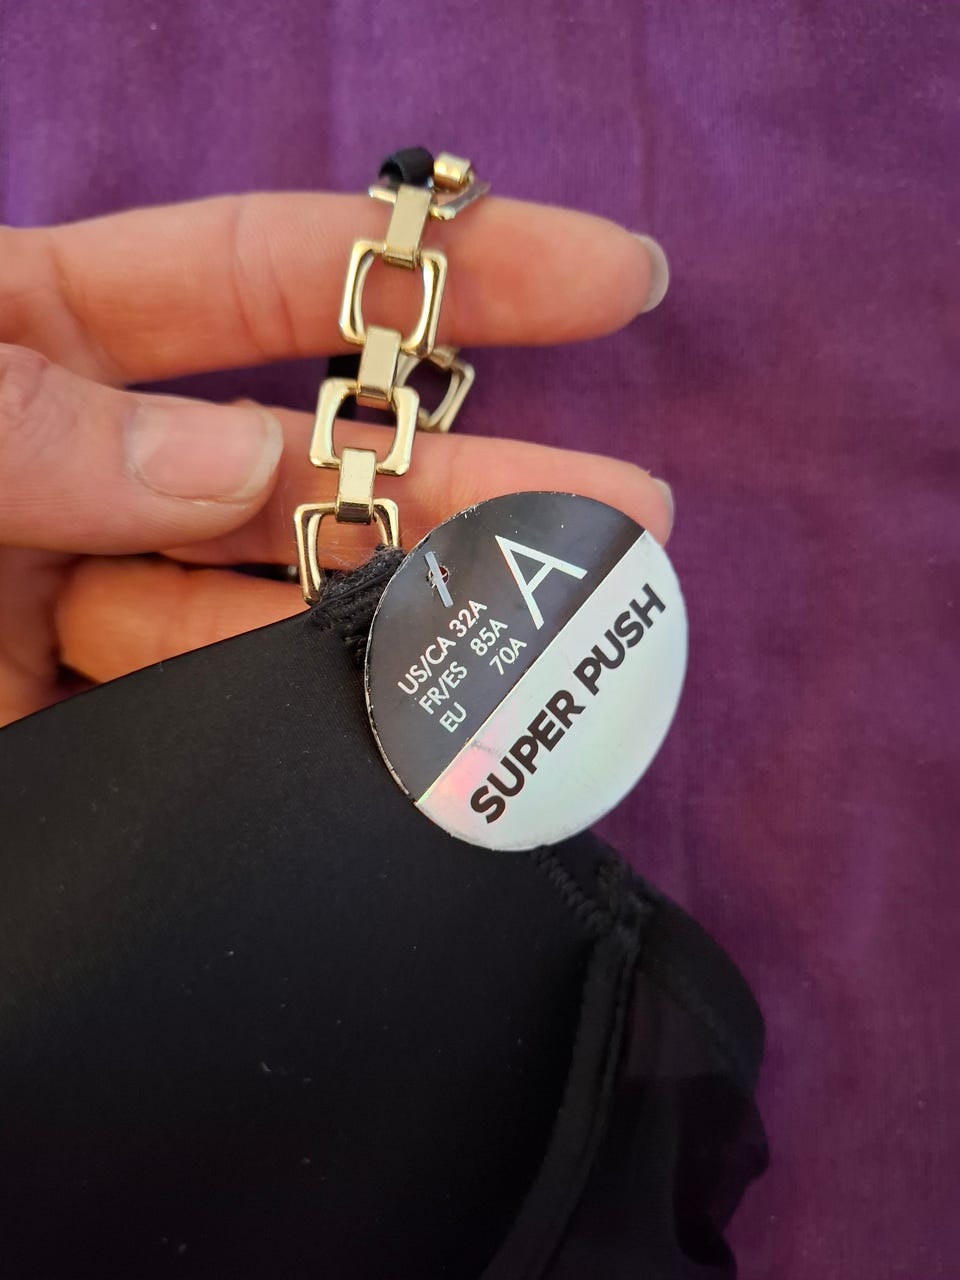 A
US/CA 32A
FR/ES 85A
EU 70A
SUPER PUSH